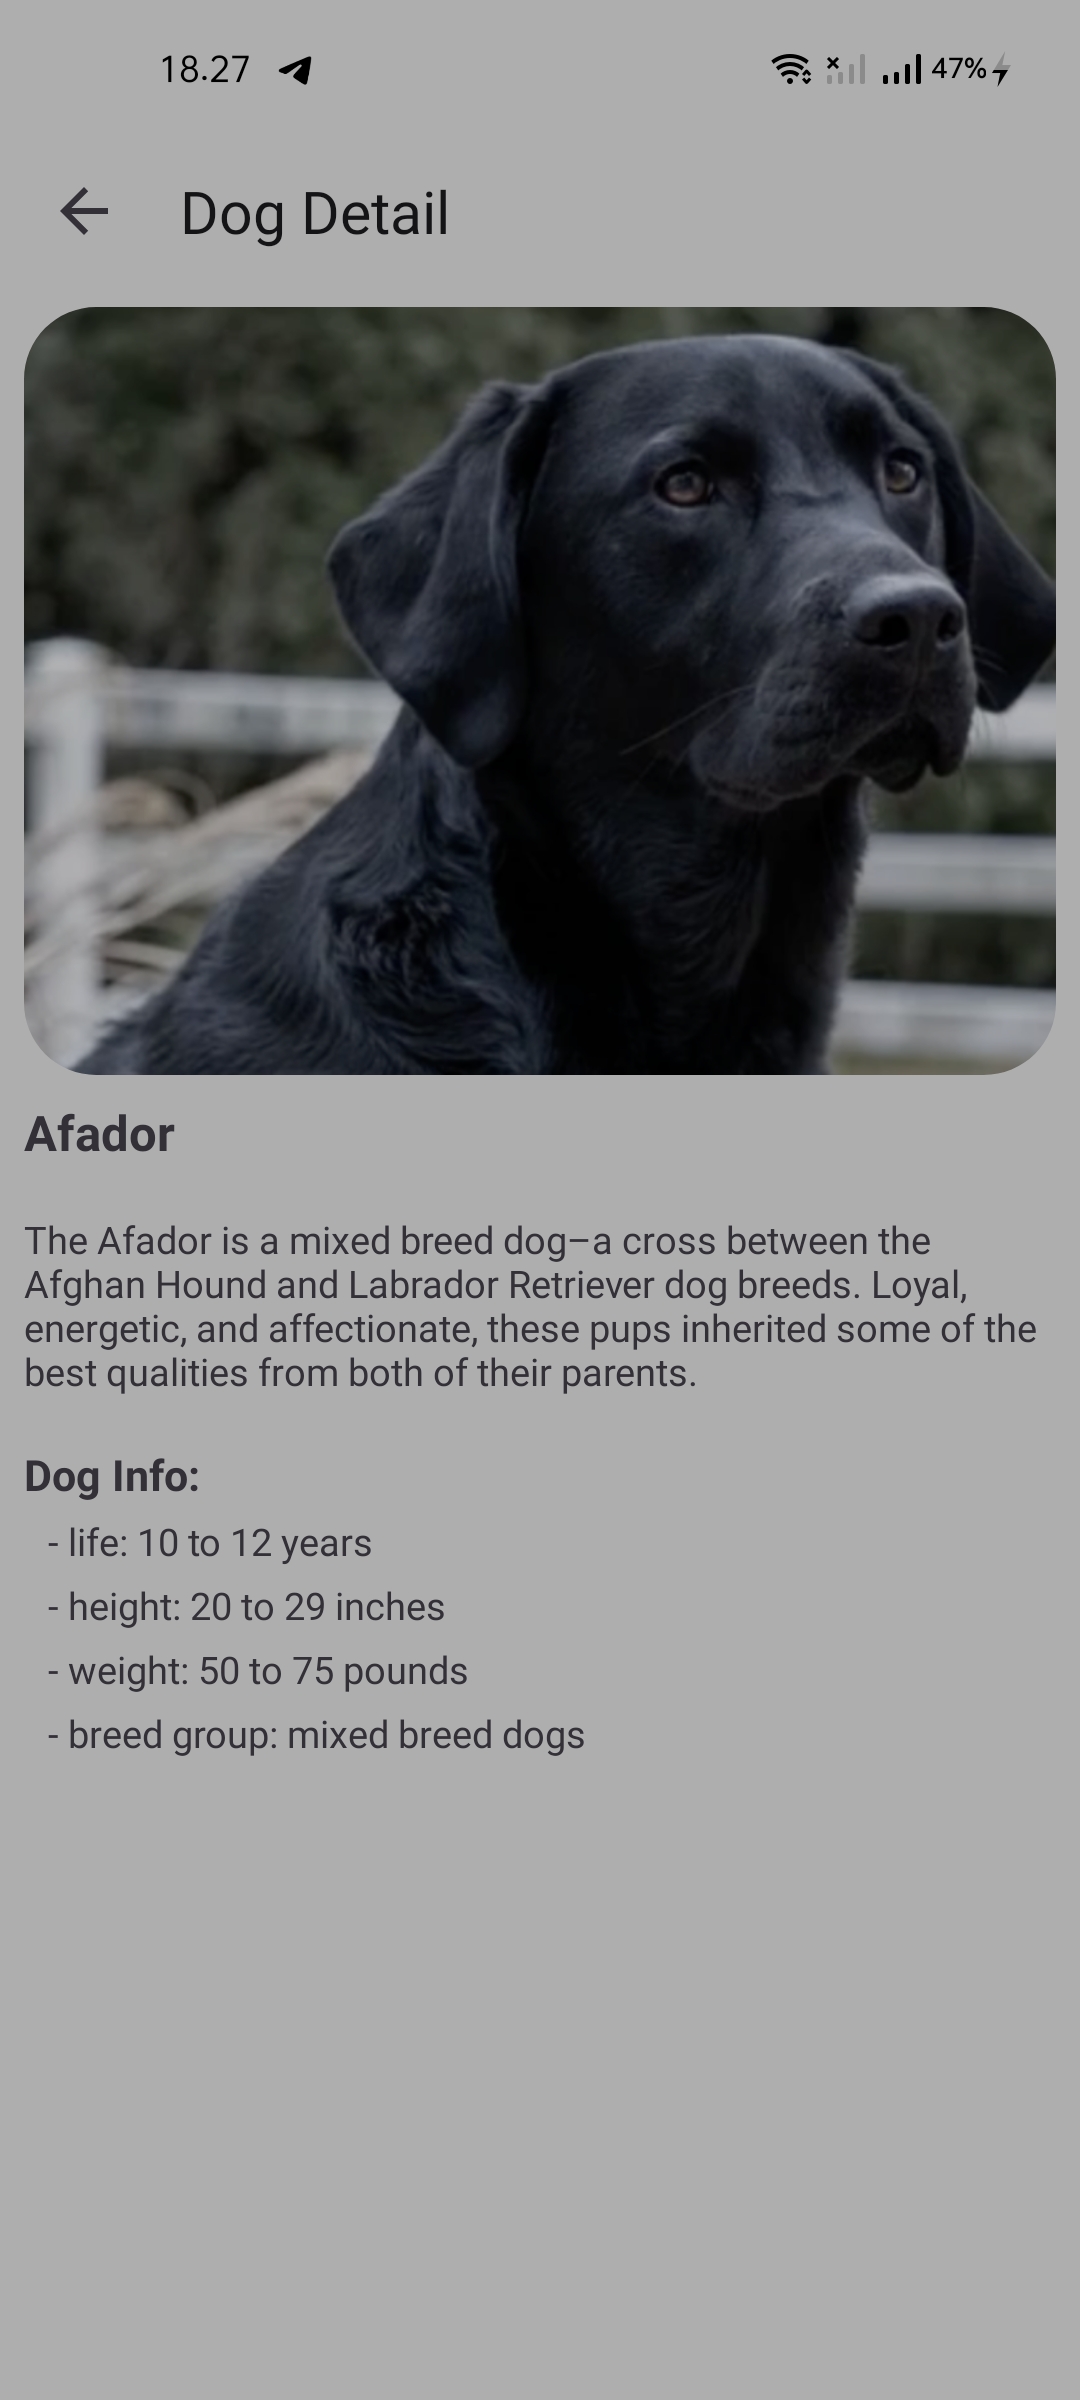 18.27
47%
Dog Detail
Afador
The Afador is a mixed breed dog–a cross between the
Afghan Hound and Labrador Retriever dog breeds. Loyal,
energetic, and affectionate, these pups inherited some of the
best qualities from both of their parents.
Dog Info:
- life: 10 to 12 years
- height: 20 to 29 inches
- weight: 50 to 75 pounds
- breed group: mixed breed dogs